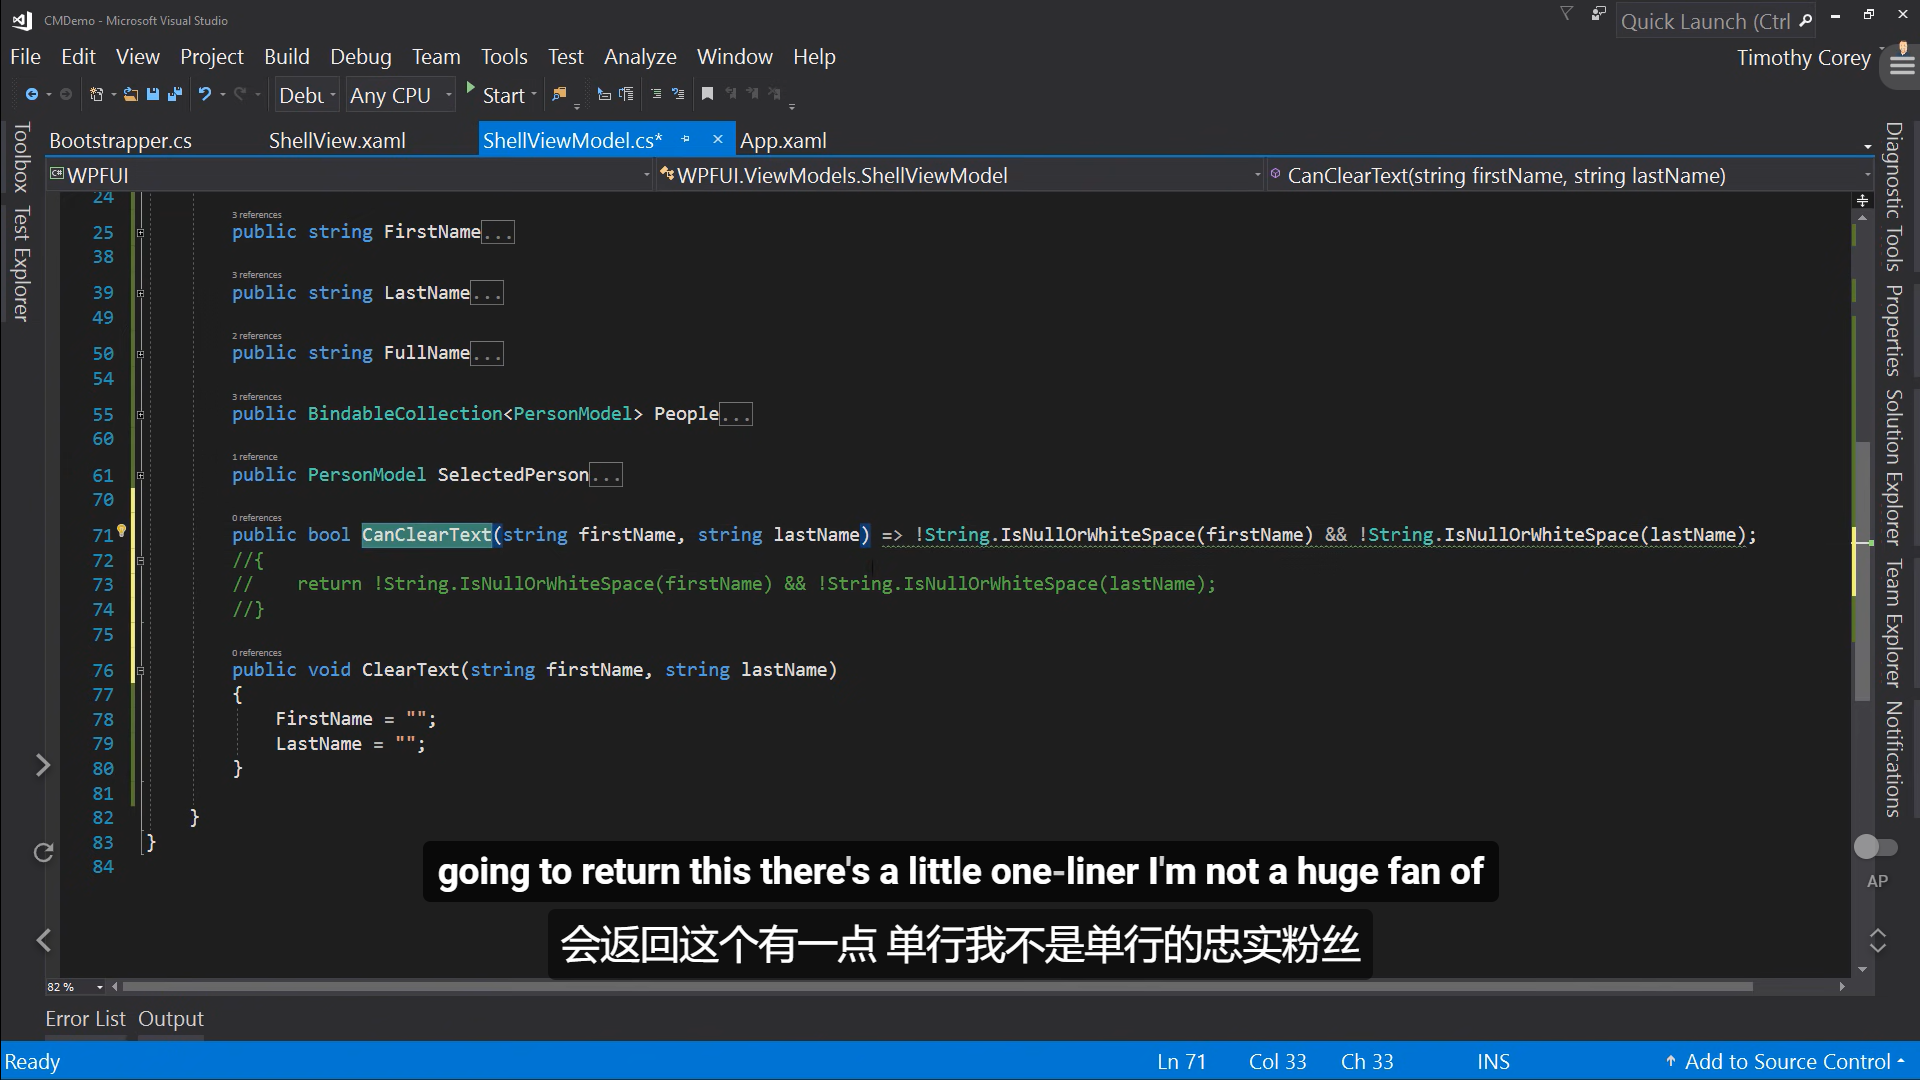 CMDemo - Microsoft Visual Studio
Quick Launch (Ctrl
File Edit View Project Build Debug Team Tools Test Analyze Window Help
Timothy Corey
Debu Any CPU Start
Bootstrapper.cs ShellView.xaml ShellViewModel.cs* App.xaml
WPFUI WPFUI.ViewModels.ShellViewModel CanClearText(string firstName, string lastName)
Toolbox
Test Explorer
Diagnostic Tools
Properties
Solution Explorer
Team Explorer
Notifications
24
3 references
25 public string FirstName...
38
3 references
39 public string LastName...
49
2 references
50 public string FullName...
54
3 references
55 public BindableCollection<PersonModel> People...
60
1 reference
61 public PersonModel SelectedPerson...
70
0 references
71 public bool CanClearText(string firstName, string lastName) => !String.IsNullOrWhiteSpace(firstName) && !String.IsNullOrWhiteSpace(lastName);
72 //{
73 // return !String.IsNullOrWhiteSpace(firstName) && !String.IsNullOrWhiteSpace(lastName);
74 //}
75
0 references
76 public void ClearText(string firstName, string lastName)
77 {
78 FirstName = "";
79 LastName = "";
80 }
81
82 }
83 }
84
going to return this there's a little one-liner I'm not a huge fan of
会返回这个有一点 单行我不是单行的忠实粉丝
AP
82 %
Error List Output
Ready Ln 71 Col 33 Ch 33 INS Add to Source Control